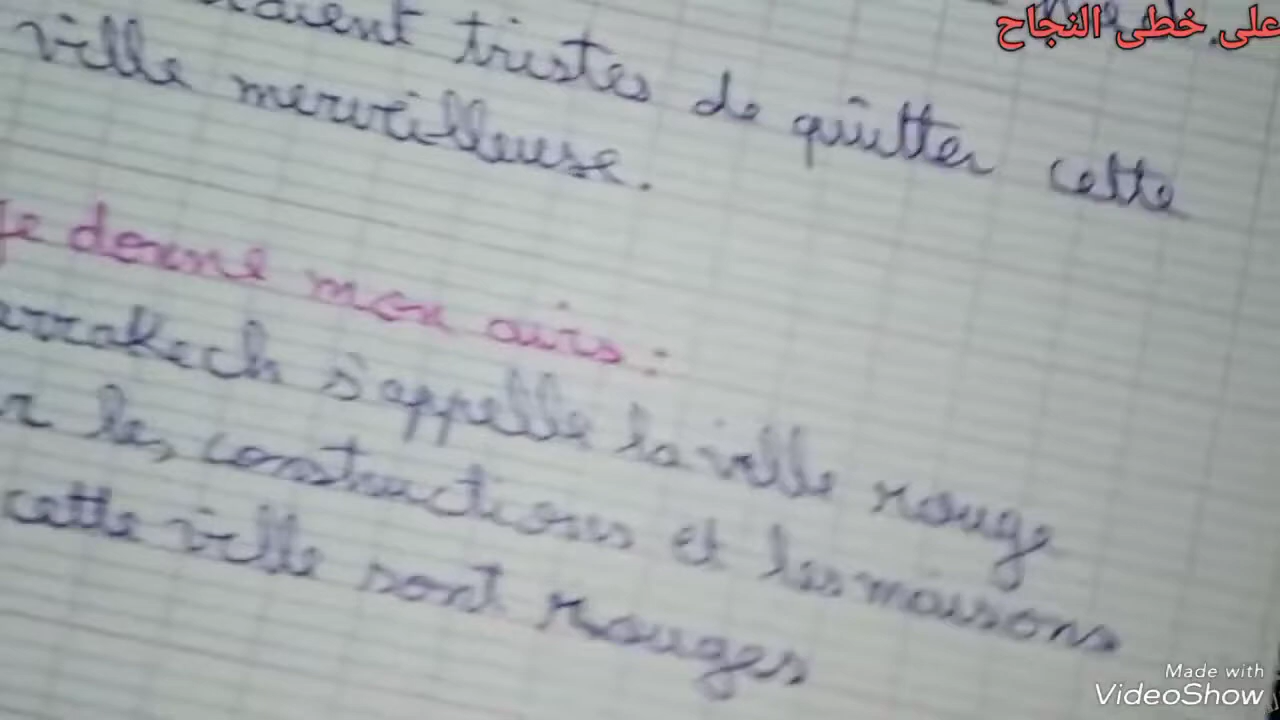 على خطى النجاح
tristes de quitter cette
ville merveilleuse.
je donne mon avis :
s'appelle la ville rouge
les constructions et les maisons
cette ville sont rouges
Made with
VideoShow